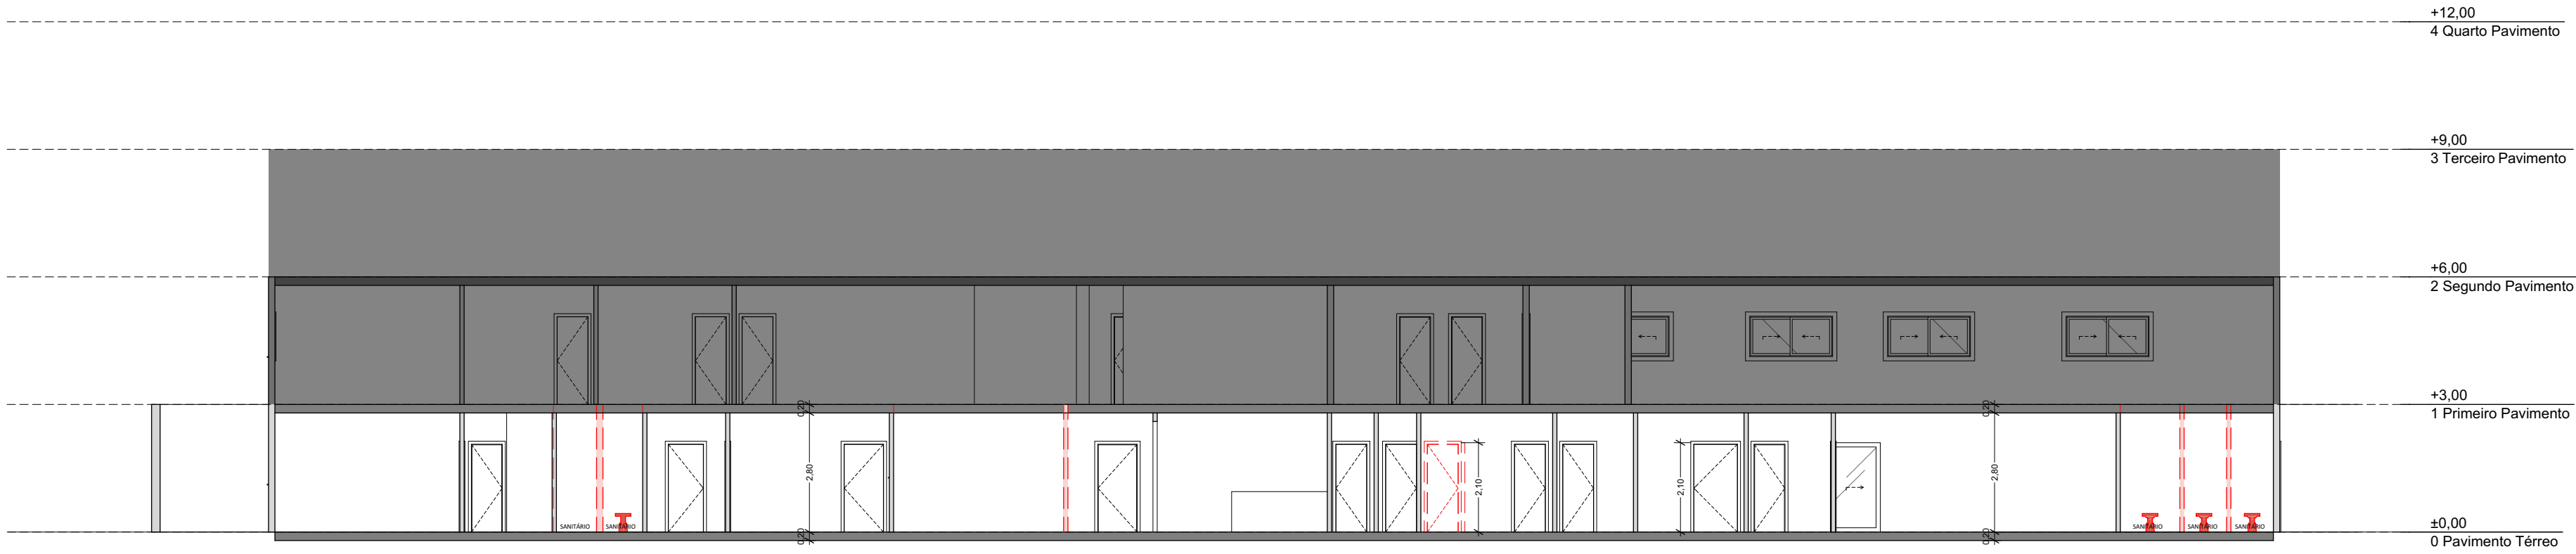 +12,00
4 Quarto Pavimento
+9,00
3 Terceiro Pavimento
+6,00
2 Segundo Pavimento
+3,00
1 Primeiro Pavimento
0,20
0,20
2,80
2,10
2,10
2,80
SANITÁRIO
SANITÁRIO
SANITÁRIO
SANITÁRIO
SANITÁRIO
±0,00
0 Pavimento Térreo
0,20
0,20